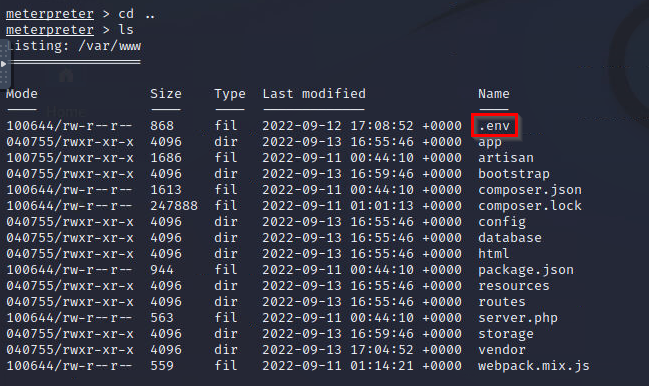 meterpreter > cd ..
meterpreter > ls
Listing: /var/www
=================
Mode Size Type Last modified Name
---- ---- ---- ------------- ----
100644/rw-r--r-- 868 fil 2022-09-12 17:08:52 +0000 .env
040755/rwxr-xr-x 4096 dir 2022-09-13 16:55:46 +0000 app
100755/rwxr-xr-x 1686 fil 2022-09-11 00:44:10 +0000 artisan
040755/rwxr-xr-x 4096 dir 2022-09-13 16:59:46 +0000 bootstrap
100644/rw-r--r-- 1613 fil 2022-09-11 00:44:10 +0000 composer.json
100644/rw-r--r-- 247888 fil 2022-09-11 01:01:13 +0000 composer.lock
040755/rwxr-xr-x 4096 dir 2022-09-13 16:55:46 +0000 config
040755/rwxr-xr-x 4096 dir 2022-09-13 16:55:46 +0000 database
040755/rwxr-xr-x 4096 dir 2022-09-13 16:55:46 +0000 html
100644/rw-r--r-- 944 fil 2022-09-11 00:44:10 +0000 package.json
040755/rwxr-xr-x 4096 dir 2022-09-13 16:55:46 +0000 resources
040755/rwxr-xr-x 4096 dir 2022-09-13 16:55:46 +0000 routes
100644/rw-r--r-- 563 fil 2022-09-11 00:44:10 +0000 server.php
040755/rwxr-xr-x 4096 dir 2022-09-13 16:59:46 +0000 storage
040755/rwxr-xr-x 4096 dir 2022-09-13 17:04:52 +0000 vendor
100644/rw-r--r-- 559 fil 2022-09-11 01:14:21 +0000 webpack.mix.js